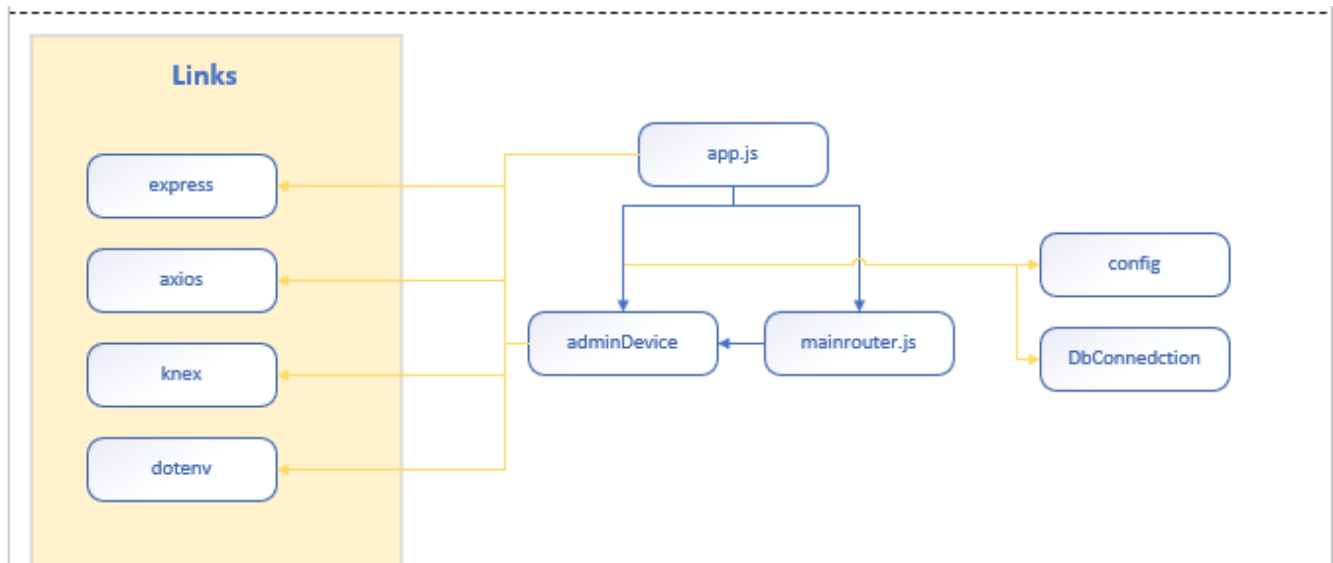 Links
express
axios
knex
dotenv
app.js
adminDevice
mainrouter.js
config
DbConnedction